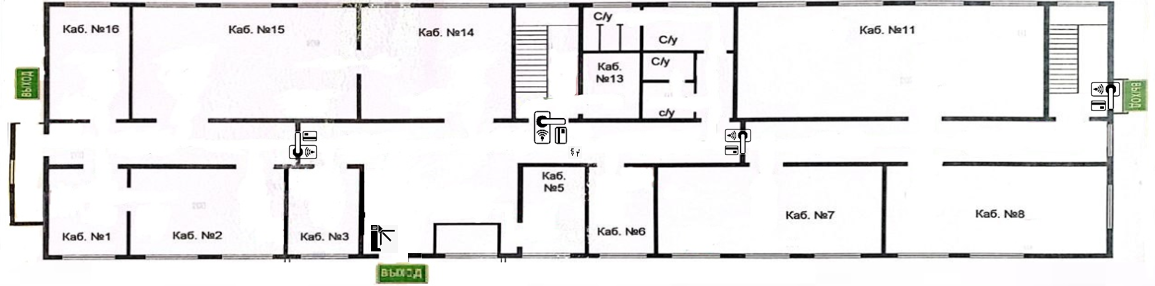 Каб. №16
Каб. №15
Каб. №14
С/у
С/у
С/у
с/у
Каб.
№13
Каб. №11
ВЫХОД
ВЫХОД
Каб. №1
Каб. №2
Каб. №3
Каб.
№5
Каб. №6
Каб. №7
Каб. №8
ВЫХОД